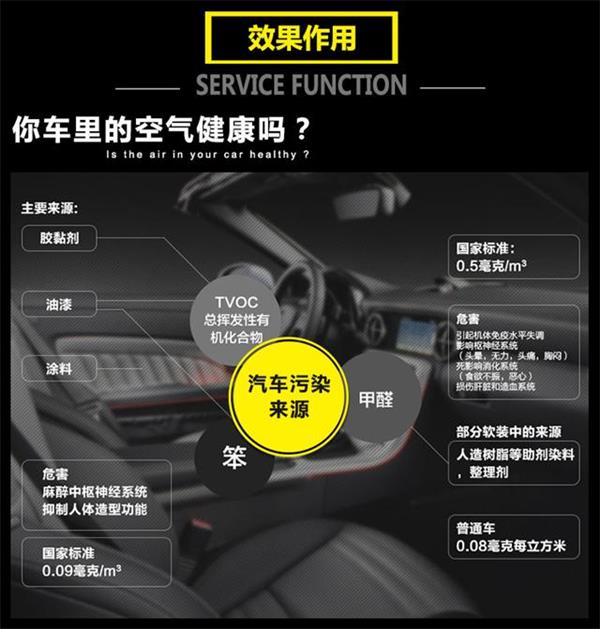 效果作用
SERVICE FUNCTION
你车里的空气健康吗？
Is the air in your car healthy ?
主要来源：
胶黏剂
油漆
涂料
TVOC
总挥发性有
机化合物
汽车污染
来源
甲醛
笨
国家标准：
0.5毫克/m³
危害
引起机体免疫水平失调
影响枢神经系统
（头晕，无力，头痛，胸闷）
死影响消化系统
（食欲不振，恶心）
损伤肝脏和造血系统
部分软装中的来源
人造树脂等助剂染料
，整理剂
普通车
0.08毫克每立方米
危害
麻醉中枢神经系统
抑制人体造型功能
国家标准
0.09毫克/m³